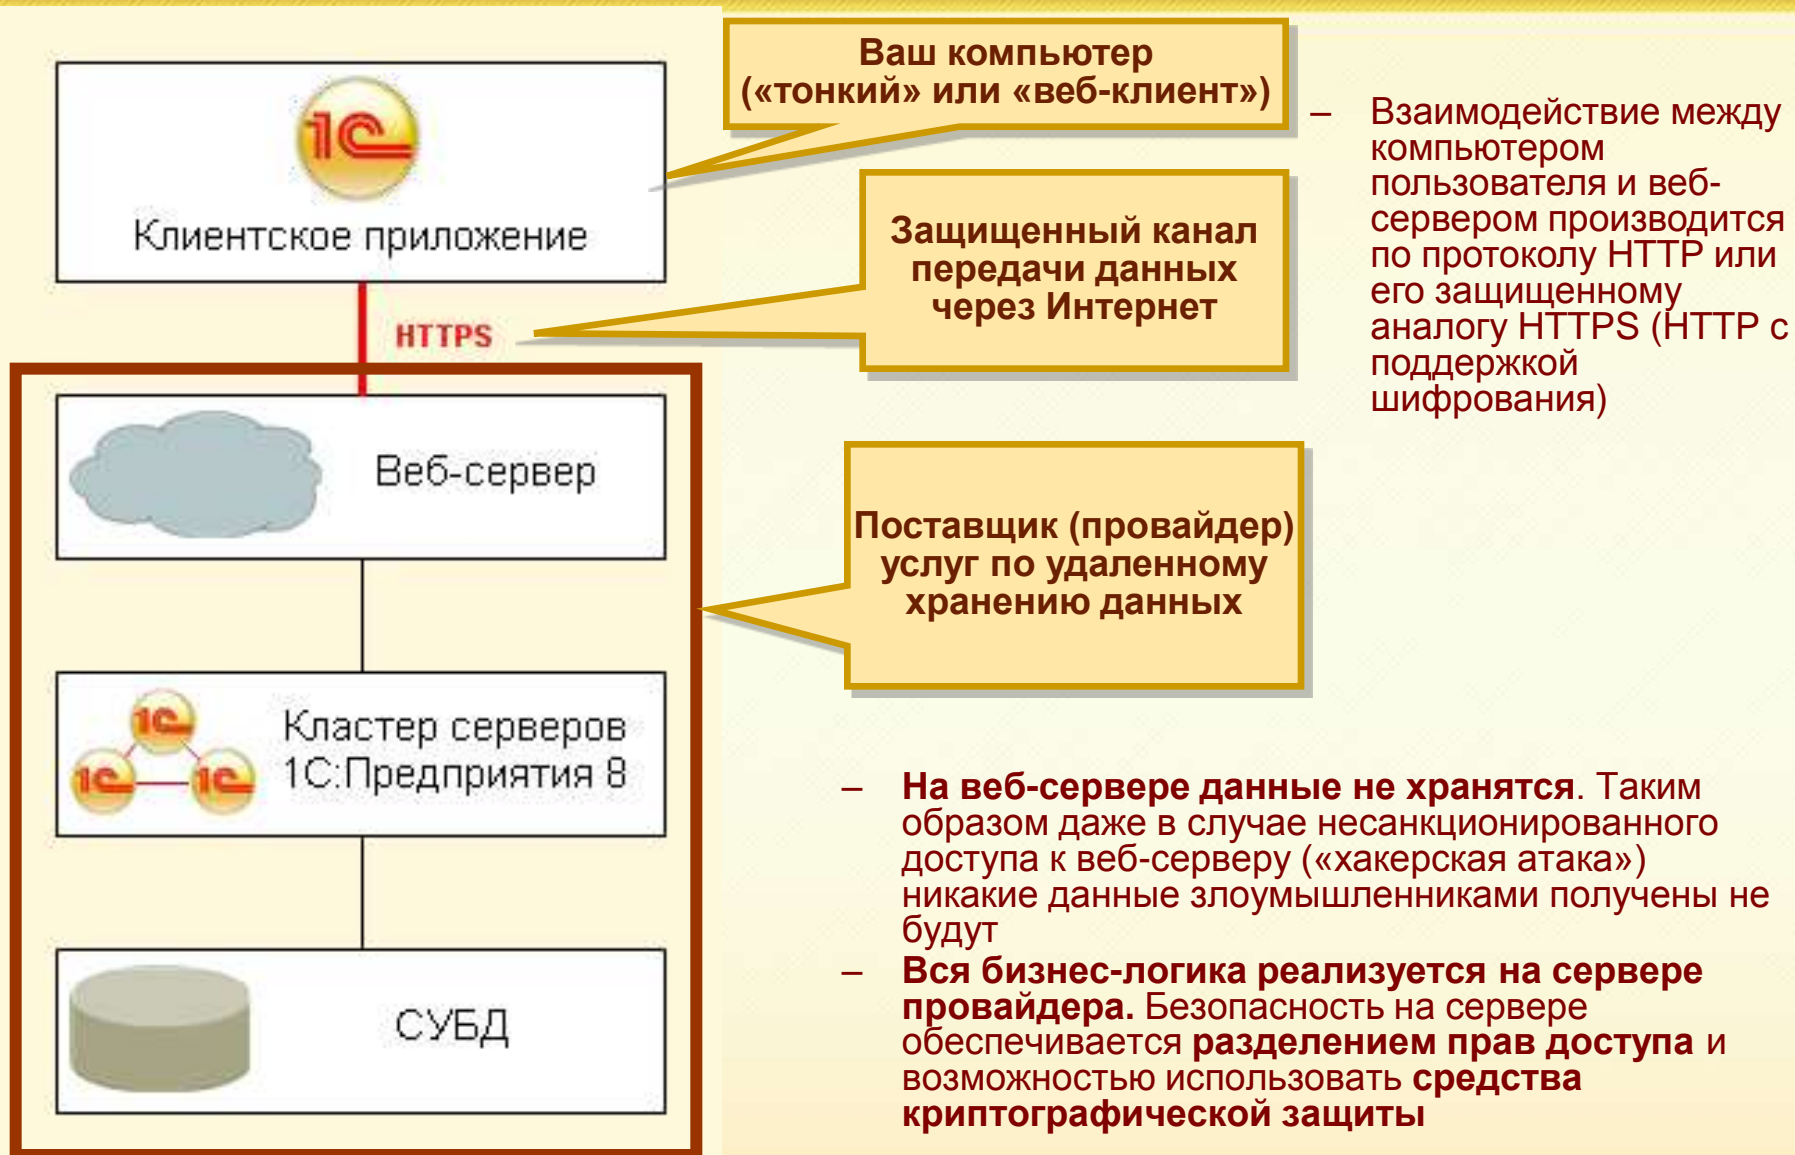 1С
Клиентское приложение
Ваш компьютер
(«тонкий» или «веб-клиент»)
– Взаимодействие между
компьютером
пользователя и веб-
сервером производится
по протоколу HTTP или
его защищенному
аналогу HTTPS (HTTP с
поддержкой
шифрования)
Защищенный канал
передачи данных
через Интернет
HTTPS
Веб-сервер
Поставщик (провайдер)
услуг по удаленному
хранению данных
1С
1С
1С
Кластер серверов
1С:Предприятия 8
СУБД
– На веб-сервере данные не хранятся. Таким
образом даже в случае несанкционированного
доступа к веб-серверу («хакерская атака»)
никакие данные злоумышленниками получены не
будут
– Вся бизнес-логика реализуется на сервере
провайдера. Безопасность на сервере
обеспечивается разделением прав доступа и
возможностью использовать средства
криптографической защиты